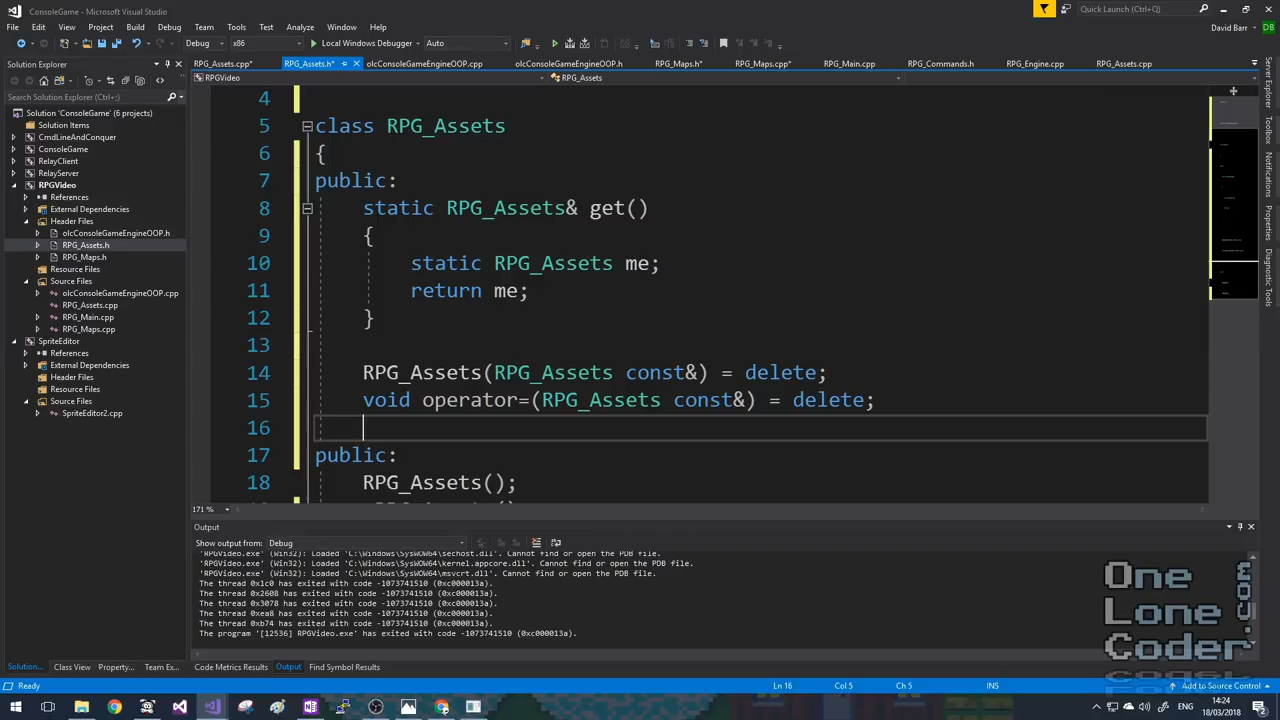 ConsoleGame - Microsoft Visual Studio
Quick Launch (Ctrl+Q)
File Edit View Project Build Debug Team Tools Test Analyze Window Help
David Barr DB
Debug x86 Local Windows Debugger Auto
Solution Explorer
RPG_Assets.cpp* RPG_Assets.h* olcConsoleGameEngineOOP.cpp olcConsoleGameEngineOOP.h RPG_Maps.h* RPG_Maps.cpp* RPG_Main.cpp RPG_Commands.h RPG_Engine.cpp RPG_Assets.cpp
RPGVideo RPG_Assets
Search Solution Explorer (Ctrl+;)
Solution 'ConsoleGame' (6 projects)
Solution Items
CmdLineAndConquer
ConsoleGame
RelayClient
RelayServer
RPGVideo
References
External Dependencies
Header Files
olcConsoleGameEngineOOP.h
RPG_Assets.h
RPG_Maps.h
Resource Files
Source Files
olcConsoleGameEngineOOP.cpp
RPG_Assets.cpp
RPG_Main.cpp
RPG_Maps.cpp
SpriteEditor
References
External Dependencies
Header Files
Resource Files
Source Files
SpriteEditor2.cpp
4
5 class RPG_Assets
6 {
7 public:
8 static RPG_Assets& get()
9 {
10 static RPG_Assets me;
11 return me;
12 }
13
14 RPG_Assets(RPG_Assets const&) = delete;
15 void operator=(RPG_Assets const&) = delete;
16
17 public:
18 RPG_Assets();
171 %
Server Explorer
Toolbox
Notifications
Properties
Diagnostic Tools
Output
Show output from: Debug
'RPGVideo.exe' (Win32): Loaded 'C:\Windows\SysWOW64\sechost.dll'. Cannot find or open the PDB file.
'RPGVideo.exe' (Win32): Loaded 'C:\Windows\SysWOW64\kernel.appcore.dll'. Cannot find or open the PDB file.
'RPGVideo.exe' (Win32): Loaded 'C:\Windows\SysWOW64\msvcrt.dll'. Cannot find or open the PDB file.
The thread 0x1c0 has exited with code -1073741510 (0xc000013a).
The thread 0x2608 has exited with code -1073741510 (0xc000013a).
The thread 0x3078 has exited with code -1073741510 (0xc000013a).
The thread 0xea8 has exited with code -1073741510 (0xc000013a).
The thread 0xb74 has exited with code -1073741510 (0xc000013a).
The program '[12536] RPGVideo.exe' has exited with code -1073741510 (0xc000013a).
One
Lone
Coder
.com
Solution... Class View Property... Team Ex...
Code Metrics Results Output Find Symbol Results
Ready Ln 16 Col 5 Ch 5 INS Add to Source Control
14:24
18/03/2018